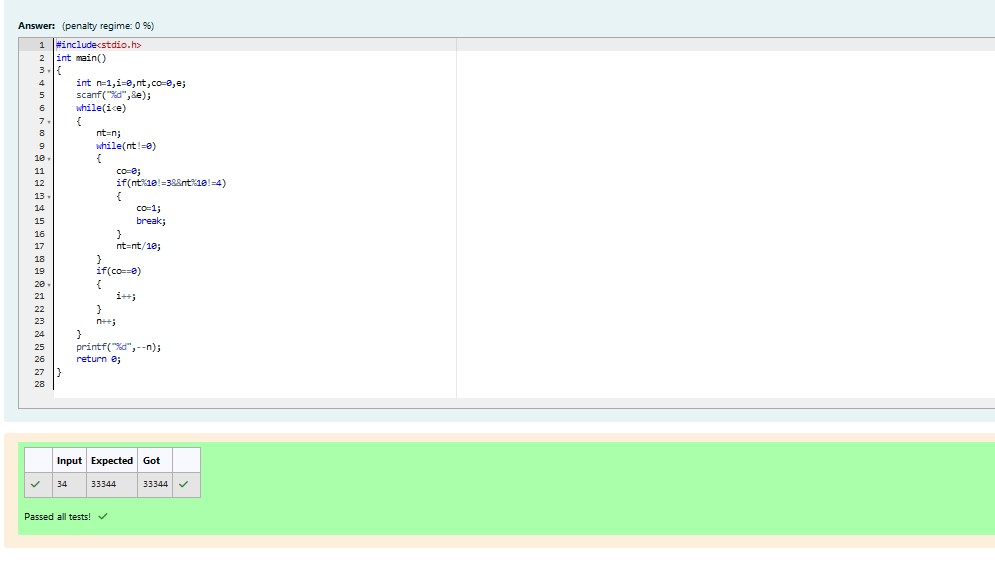 Answer: (penalty regime: 0 %)
1 #include<stdio.h>
2 int main()
3 {
4 int n=1,i=0,nt,co=0,e;
5 scanf("%d",&e);
6 while(i<e)
7 {
8 nt=n;
9 while(nt!=0)
10 {
11 co=0;
12 if(nt%10!=3&&nt%10!=4)
13 {
14 co=1;
15 break;
16 }
17 nt=nt/10;
18 }
19 if(co==0)
20 {
21 i++;
22 }
23 n++;
24 }
25 printf("%d",--n);
26 return 0;
27 }
28
Input Expected Got
34 33344 33344
Passed all tests!